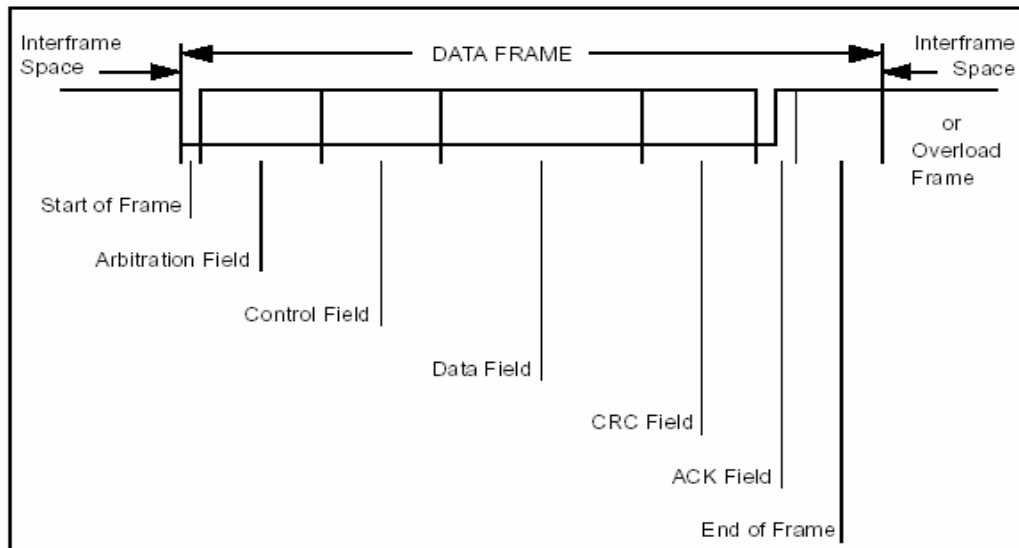 Interframe
Space
DATA FRAME
Interframe
Space
or
Overload
Frame
Start of Frame
Arbitration Field
Control Field
Data Field
CRC Field
ACK Field
End of Frame